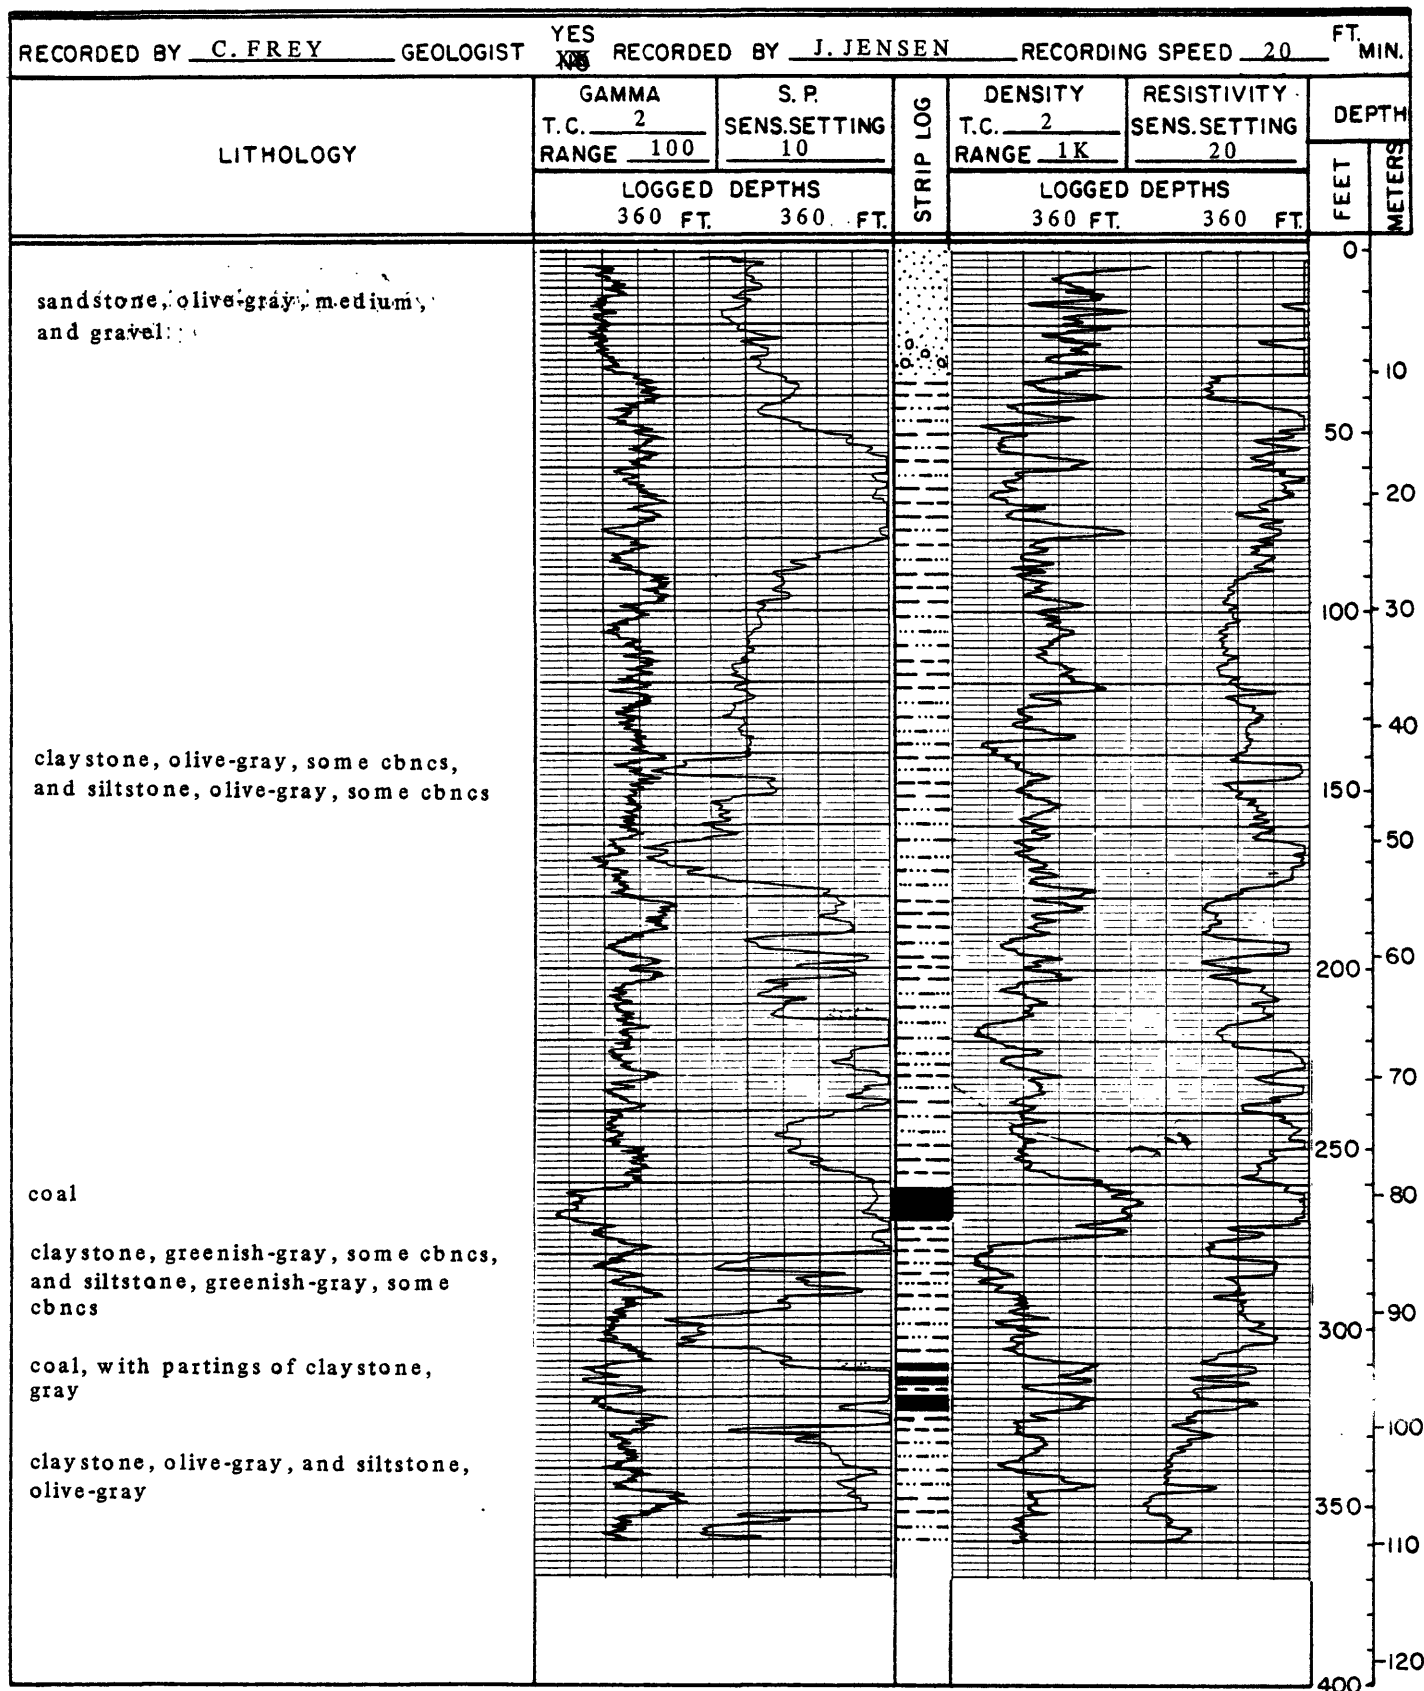 RECORDED BY C. FREY GEOLOGIST YES RECORDED BY J. JENSEN RECORDING SPEED 20 FT. MIN.
LITHOLOGY
GAMMA
T.C. 2
RANGE 100
S. P.
SENS. SETTING
10
LOGGED DEPTHS
360 FT. 360 FT.
STRIP LOG
DENSITY
T.C. 2
RANGE 1K
RESISTIVITY
SENS. SETTING
20
LOGGED DEPTHS
360 FT. 360 FT.
DEPTH
FEET
METERS
0
sandstone, olive-gray, medium,
and gravel
10
50
20
100
30
40
claystone, olive-gray, some cbncs,
and siltstone, olive-gray, some cbncs
150
50
60
200
70
250
coal
80
claystone, greenish-gray, some cbncs,
and siltstone, greenish-gray, some
cbncs
90
300
coal, with partings of claystone,
gray
100
claystone, olive-gray, and siltstone,
olive-gray
350
110
120
400